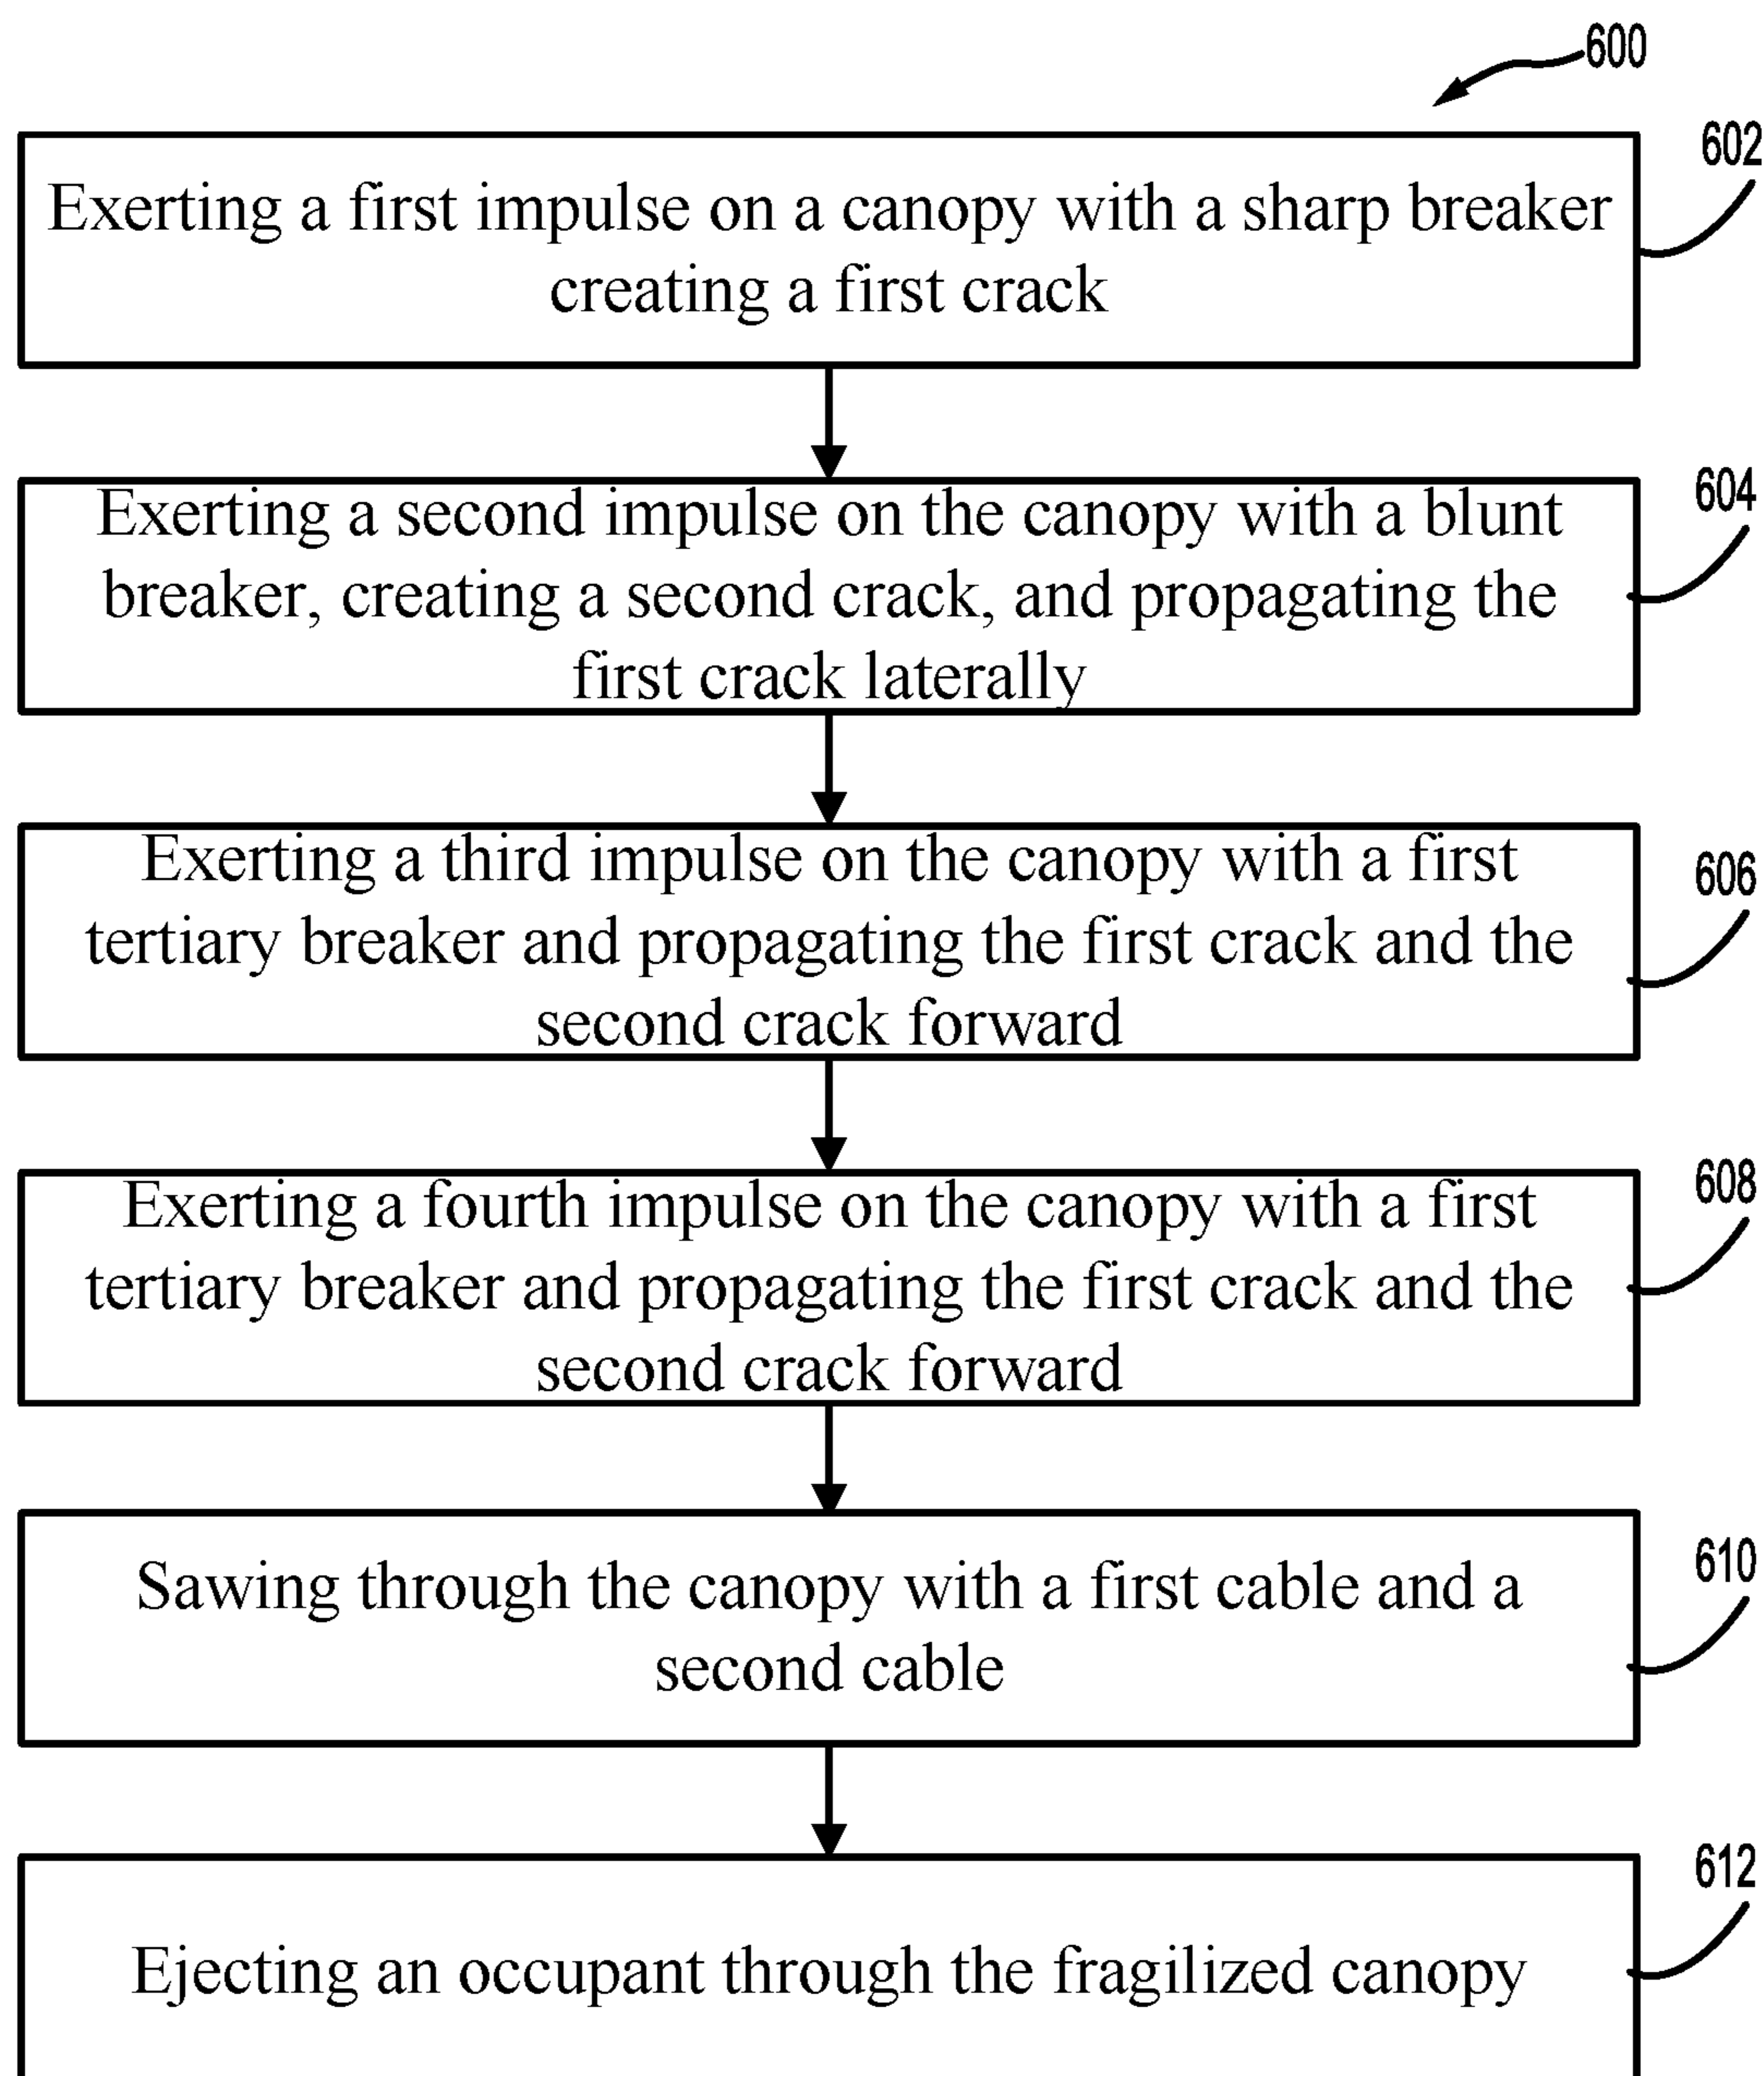 600
602
Exerting a first impulse on a canopy with a sharp breaker
creating a first crack
604
Exerting a second impulse on the canopy with a blunt
breaker, creating a second crack, and propagating the
first crack laterally
606
Exerting a third impulse on the canopy with a first
tertiary breaker and propagating the first crack and the
second crack forward
608
Exerting a fourth impulse on the canopy with a first
tertiary breaker and propagating the first crack and the
second crack forward
610
Sawing through the canopy with a first cable and a
second cable
612
Ejecting an occupant through the fragilized canopy